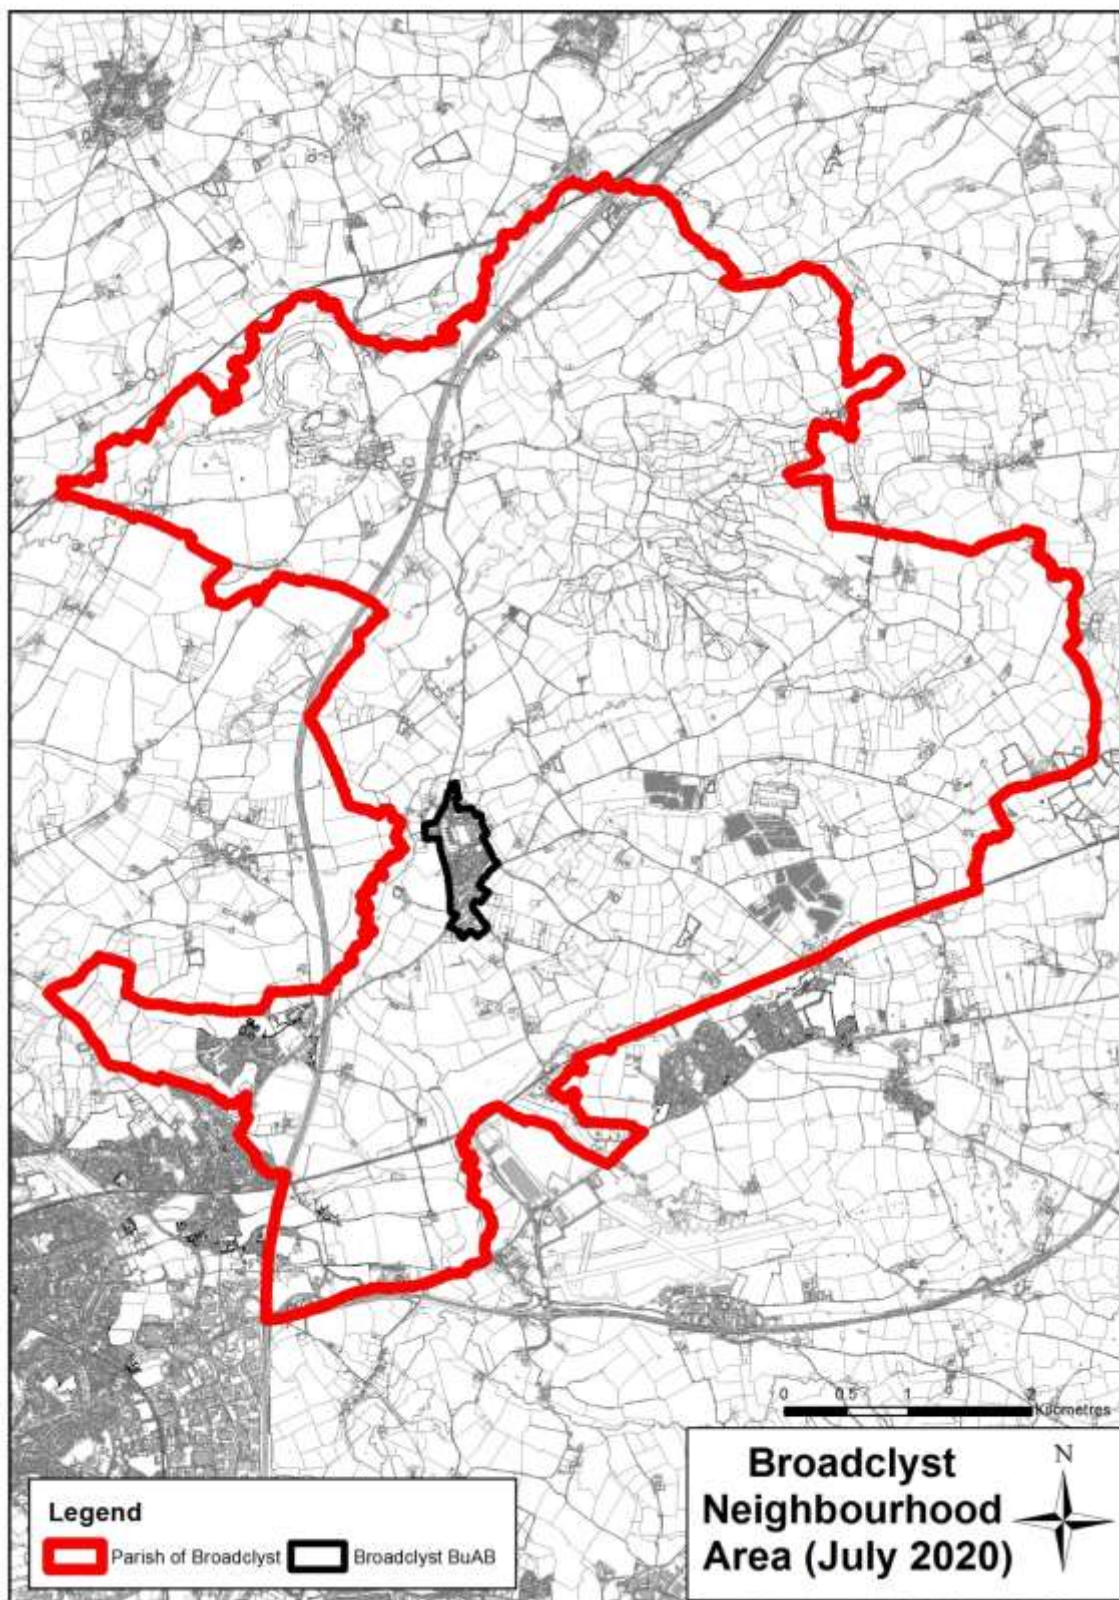 0 0.5 1 2
Kilometres
Broadclyst
Neighbourhood
Area (July 2020)
N
Legend
Parish of Broadclyst
Broadclyst BuAB